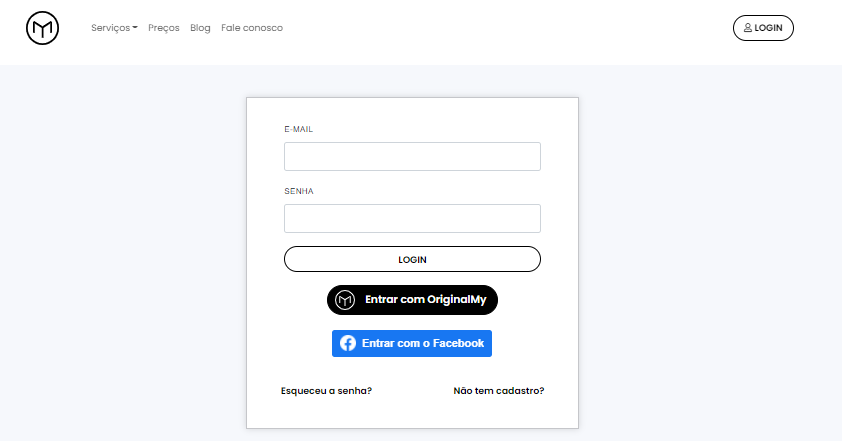 Serviços Preços Blog Fale conosco LOGIN
E-MAIL
SENHA
LOGIN
Entrar com OriginalMy
Entrar com o Facebook
Esqueceu a senha? Não tem cadastro?